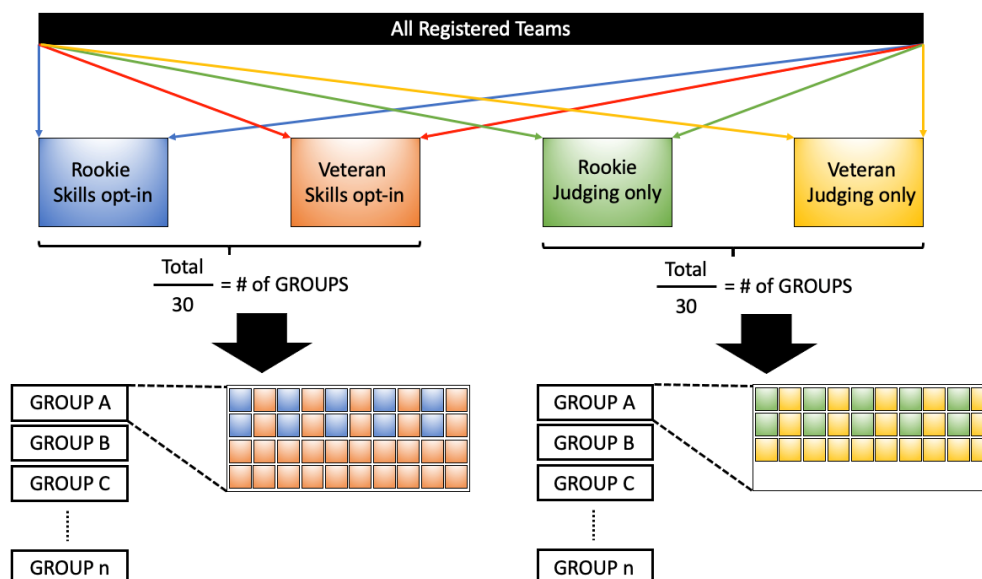 All Registered Teams
Rookie
Skills opt-in
Veteran
Skills opt-in
Rookie
Judging only
Veteran
Judging only
Total
30
= # of GROUPS
Total
30
= # of GROUPS
GROUP A
GROUP B
GROUP C
GROUP n
GROUP A
GROUP B
GROUP C
GROUP n